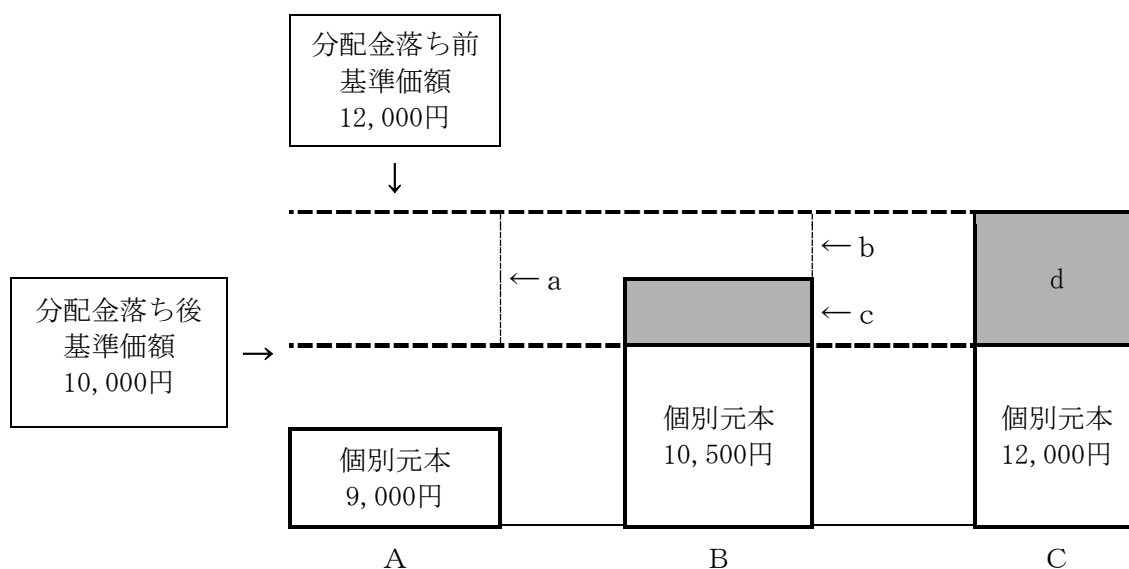 分配金落ち前
基準価額
12,000円
↓
←b
←a
d
分配金落ち後
基準価額
10,000円
→
←c
個別元本
9,000円
個別元本
10,500円
個別元本
12,000円
A
B
C